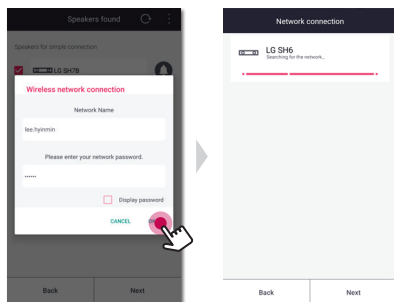 Speakers found
Speakers for simple connection
LG SH7B
Wireless network connection
Network Name
lee.hyinmin
Please enter your network password.
••••••
Display password
CANCEL
Back
Next
Network connection
LG SH6
Searching for the network...
Back
Next